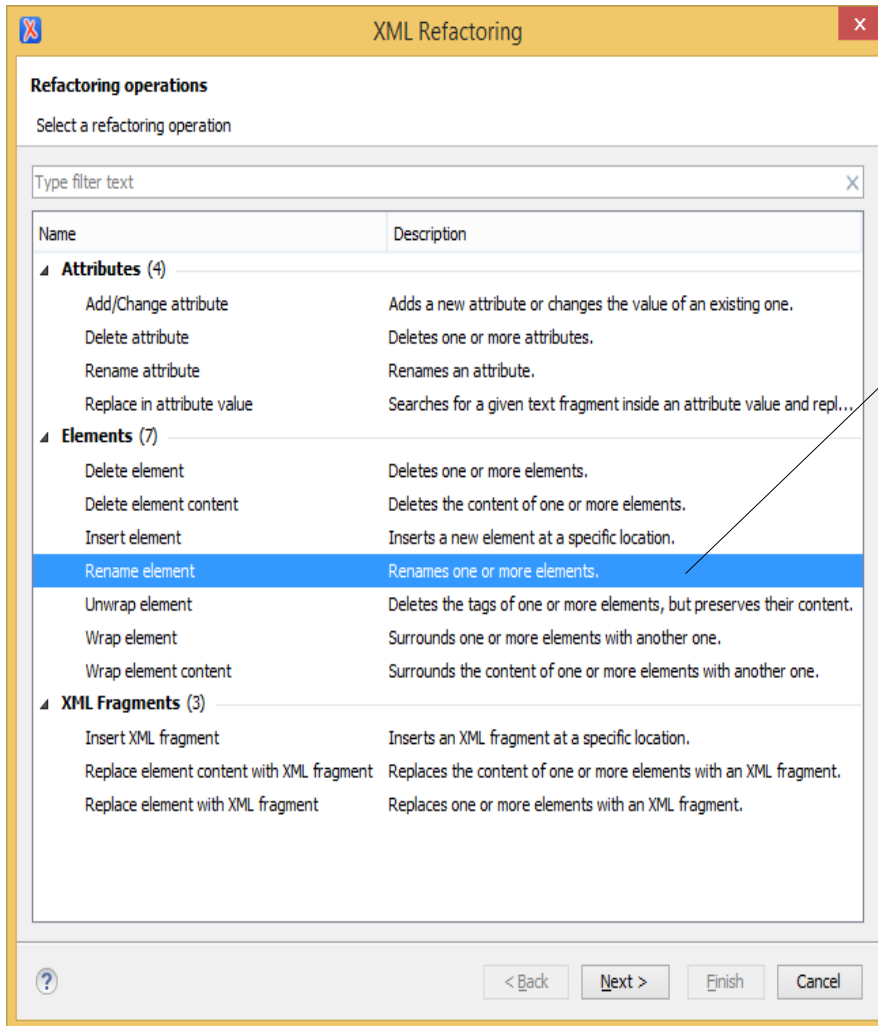 XML Refactoring
Refactoring operations
Select a refactoring operation
Type filter text
Name Description
Attributes (4)
Add/Change attribute Adds a new attribute or changes the value of an existing one.
Delete attribute Deletes one or more attributes.
Rename attribute Renames an attribute.
Replace in attribute value Searches for a given text fragment inside an attribute value and repl...
Elements (7)
Delete element Deletes one or more elements.
Delete element content Deletes the content of one or more elements.
Insert element Inserts a new element at a specific location.
Rename element Renames one or more elements.
Unwrap element Deletes the tags of one or more elements, but preserves their content.
Wrap element Surrounds one or more elements with another one.
Wrap element content Surrounds the content of one or more elements with another one.
XML Fragments (3)
Insert XML fragment Inserts an XML fragment at a specific location.
Replace element content with XML fragment Replaces the content of one or more elements with an XML fragment.
Replace element with XML fragment Replaces one or more elements with an XML fragment.
? < Back Next > Finish Cancel